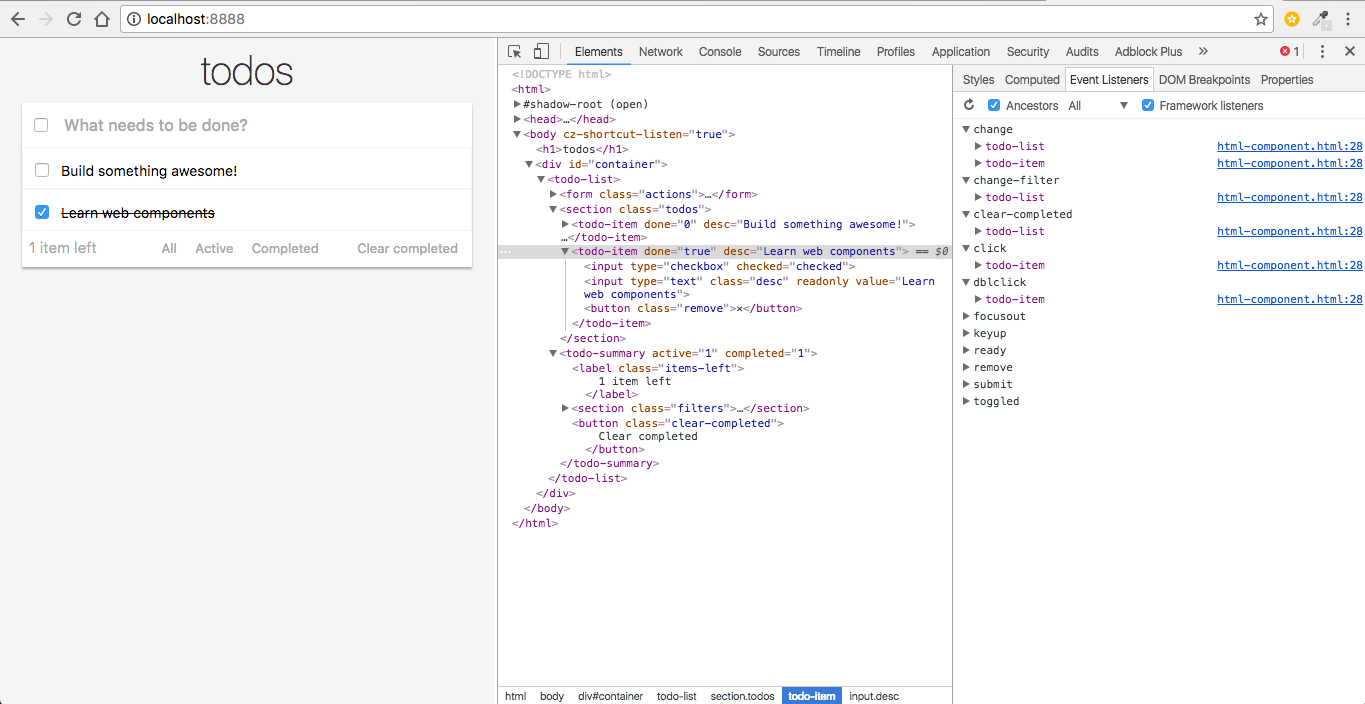 localhost:8888
todos
What needs to be done?
Build something awesome!
Learn web components
1 item left All Active Completed Clear completed
Elements Network Console Sources Timeline Profiles Application Security Audits Adblock Plus » 1
<!DOCTYPE html>
<html>
#shadow-root (open)
<head>…</head>
<body cz-shortcut-listen="true">
<h1>todos</h1>
<div id="container">
<todo-list>
<form class="actions">…</form>
<section class="todos">
<todo-item done="0" desc="Build something awesome!">
…</todo-item>
<todo-item done="true" desc="Learn web components"> == $0
<input type="checkbox" checked="checked">
<input type="text" class="desc" readonly value="Learn
web components">
<button class="remove">×</button>
</todo-item>
</section>
<todo-summary active="1" completed="1">
<label class="items-left">
1 item left
</label>
<section class="filters">…</section>
<button class="clear-completed">
Clear completed
</button>
</todo-summary>
</todo-list>
</div>
</body>
</html>
html body div#container todo-list section.todos todo-item input.desc
Styles Computed Event Listeners DOM Breakpoints Properties
Ancestors All Framework listeners
change
todo-list html-component.html:28
todo-item html-component.html:28
change-filter
todo-list html-component.html:28
clear-completed
todo-list html-component.html:28
click
todo-item html-component.html:28
dblclick
todo-item html-component.html:28
focusout
keyup
ready
remove
submit
toggled